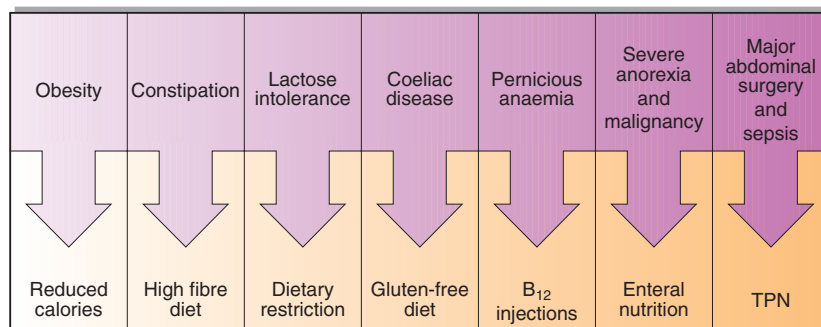 Obesity
Constipation
Lactose
intolerance
Coeliac
disease
Pernicious
anaemia
Severe
anorexia
and
malignancy
Major
abdominal
surgery
and
sepsis
Reduced
calories
High fibre
diet
Dietary
restriction
Gluten-free
diet
B12
injections
Enteral
nutrition
TPN